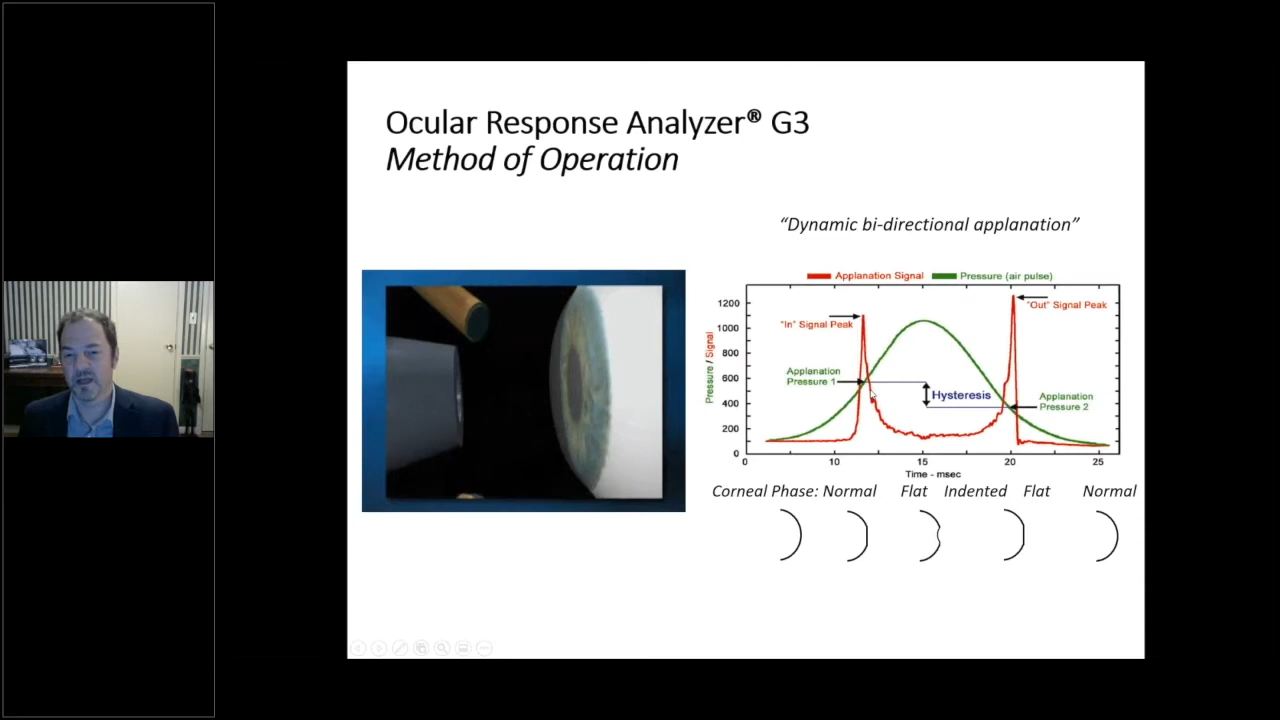 Ocular Response Analyzer® G3
Method of Operation
“Dynamic bi-directional applanation”
Applanation Signal
Pressure (air pulse)
Pressure / Signal
1200
1000
800
600
400
200
0
"In" Signal Peak
"Out" Signal Peak
Applanation
Pressure 1
Hysteresis
Applanation
Pressure 2
0 10 15 20 25
Time - msec
Corneal Phase: Normal Flat Indented Flat Normal